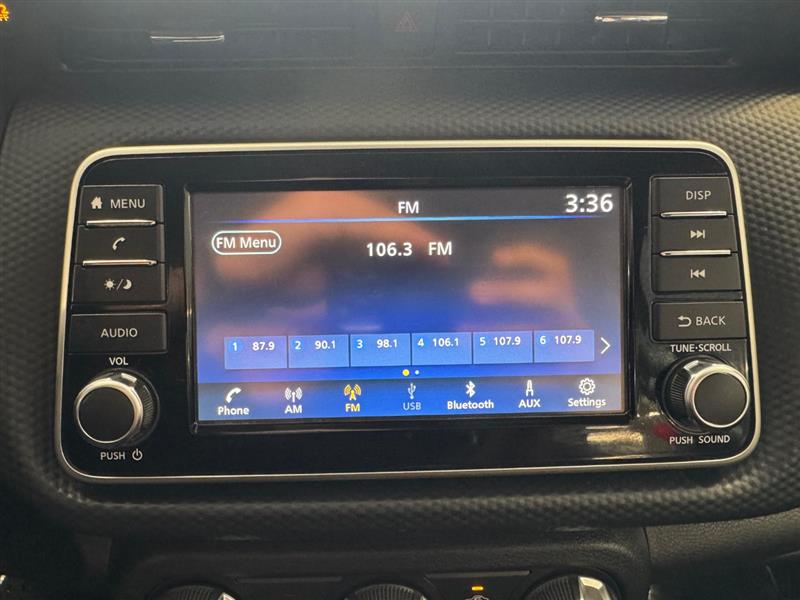 FM
3:36
FM Menu
106.3 FM
1 87.9
2 90.1
3 98.1
4 106.1
5 107.9
6 107.9
Phone
AM
FM
USB
Bluetooth
AUX
Settings
MENU
AUDIO
VOL
PUSH
DISP
BACK
TUNE·SCROLL
PUSH SOUND